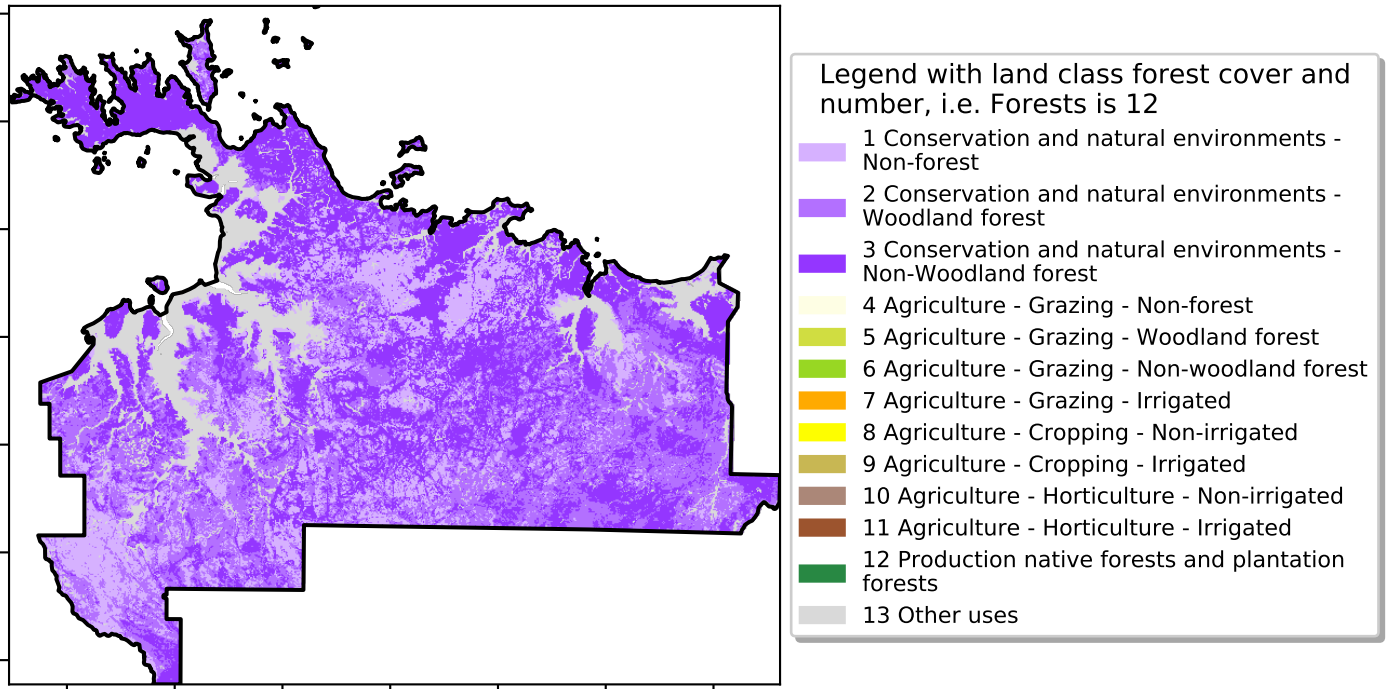 Legend with land class forest cover and
number, i.e. Forests is 12
1 Conservation and natural environments -
Non-forest
2 Conservation and natural environments -
Woodland forest
3 Conservation and natural environments -
Non-Woodland forest
4 Agriculture - Grazing - Non-forest
5 Agriculture - Grazing - Woodland forest
6 Agriculture - Grazing - Non-woodland forest
7 Agriculture - Grazing - Irrigated
8 Agriculture - Cropping - Non-irrigated
9 Agriculture - Cropping - Irrigated
10 Agriculture - Horticulture - Non-irrigated
11 Agriculture - Horticulture - Irrigated
12 Production native forests and plantation
forests
13 Other uses